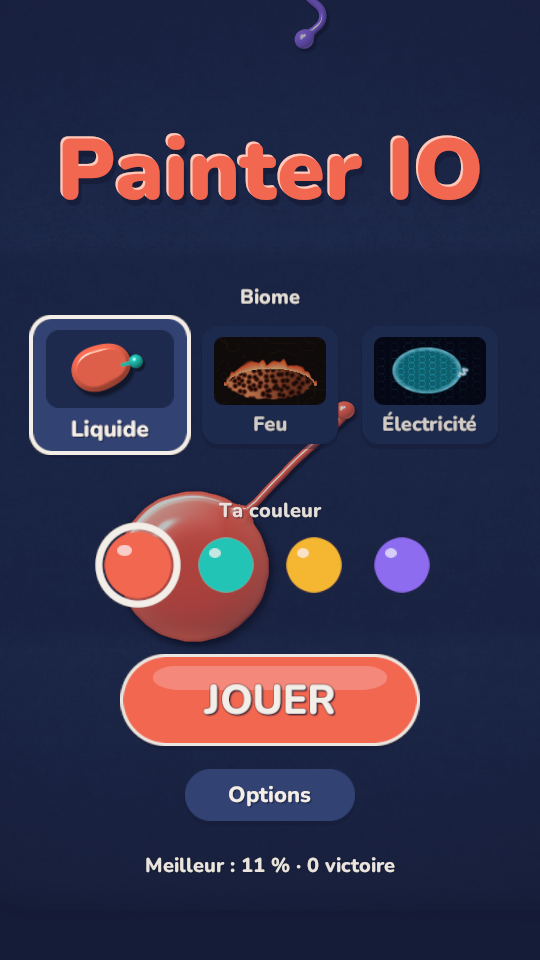 Painter IO
Biome
Liquide
Feu
Électricité
Ta couleur
JOUER
Options
Meilleur : 11 % · 0 victoire